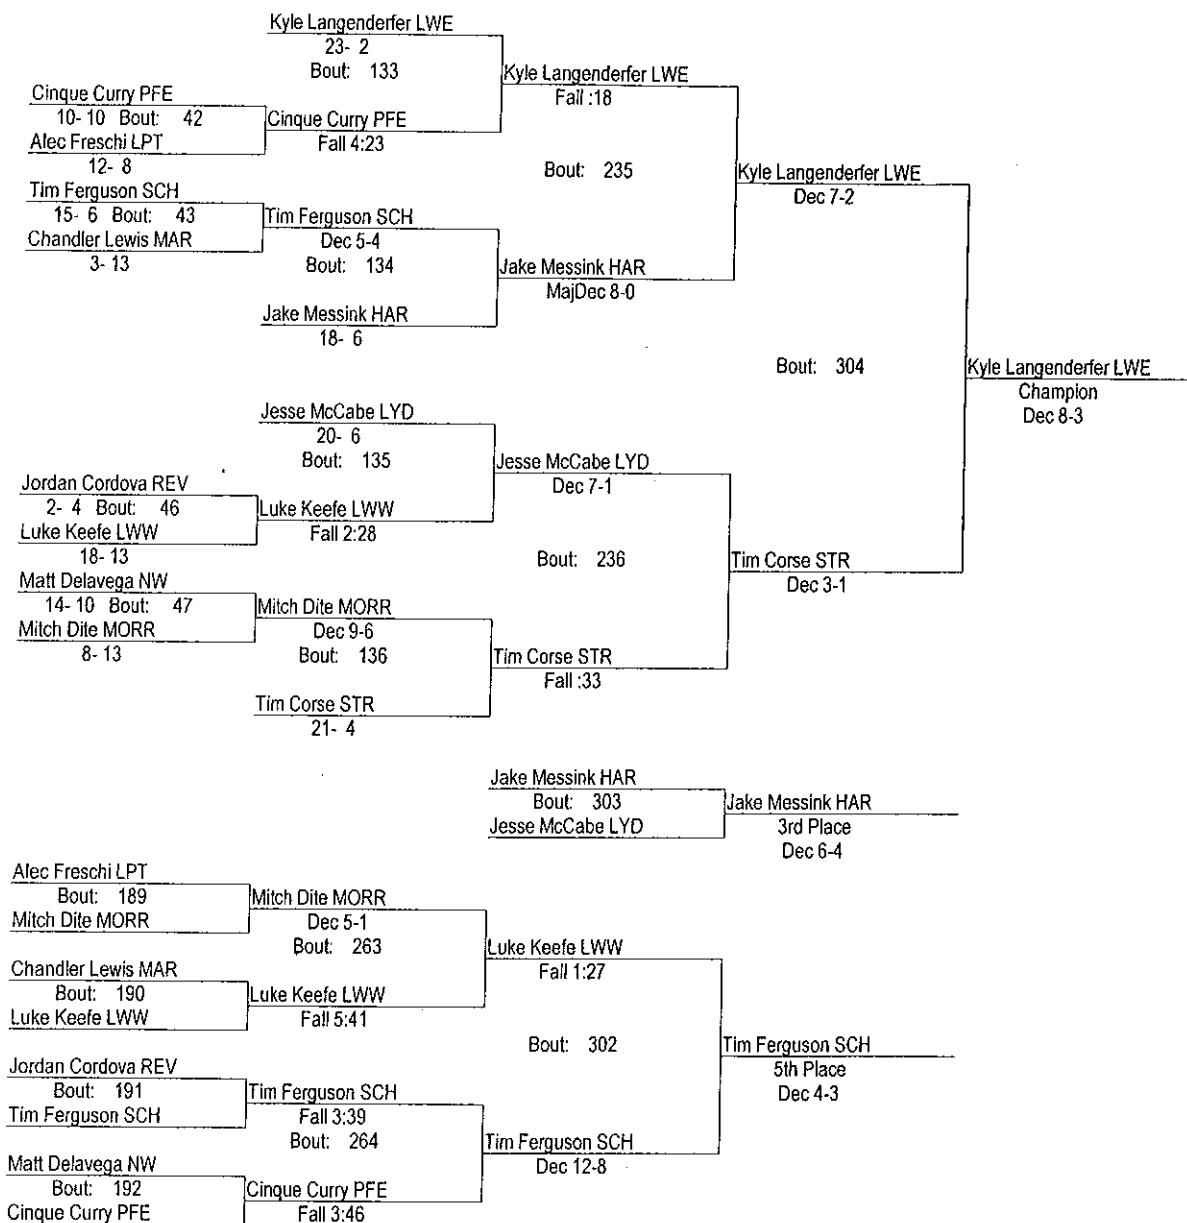 Kyle Langenderfer LWE
23- 2
Bout: 133
Kyle Langenderfer LWE
Fall :18
Cinque Curry PFE
10- 10 Bout: 42
Cinque Curry PFE
Fall 4:23
Alec Freschi LPT
12- 8
Bout: 235
Kyle Langenderfer LWE
Dec 7-2
Tim Ferguson SCH
15- 6 Bout: 43
Tim Ferguson SCH
Dec 5-4
Chandler Lewis MAR
3- 13
Bout: 134
Jake Messink HAR
MajDec 8-0
Jake Messink HAR
18- 6
Bout: 304
Kyle Langenderfer LWE
Champion
Dec 8-3
Jesse McCabe LYD
20- 6
Bout: 135
Jesse McCabe LYD
Dec 7-1
Jordan Cordova REV
2- 4 Bout: 46
Luke Keefe LWW
Fall 2:28
Luke Keefe LWW
18- 13
Bout: 236
Tim Corse STR
Dec 3-1
Matt Delavega NW
14- 10 Bout: 47
Mitch Dite MORR
Dec 9-6
Mitch Dite MORR
8- 13
Bout: 136
Tim Corse STR
Fall :33
Tim Corse STR
21- 4
Jake Messink HAR
Bout: 303
Jake Messink HAR
3rd Place
Dec 6-4
Jesse McCabe LYD
Alec Freschi LPT
Bout: 189
Mitch Dite MORR
Dec 5-1
Mitch Dite MORR
Bout: 263
Luke Keefe LWW
Fall 1:27
Chandler Lewis MAR
Bout: 190
Luke Keefe LWW
Fall 5:41
Luke Keefe LWW
Bout: 302
Tim Ferguson SCH
5th Place
Dec 4-3
Jordan Cordova REV
Bout: 191
Tim Ferguson SCH
Fall 3:39
Tim Ferguson SCH
Bout: 264
Tim Ferguson SCH
Dec 12-8
Matt Delavega NW
Bout: 192
Cinque Curry PFE
Fall 3:46
Cinque Curry PFE